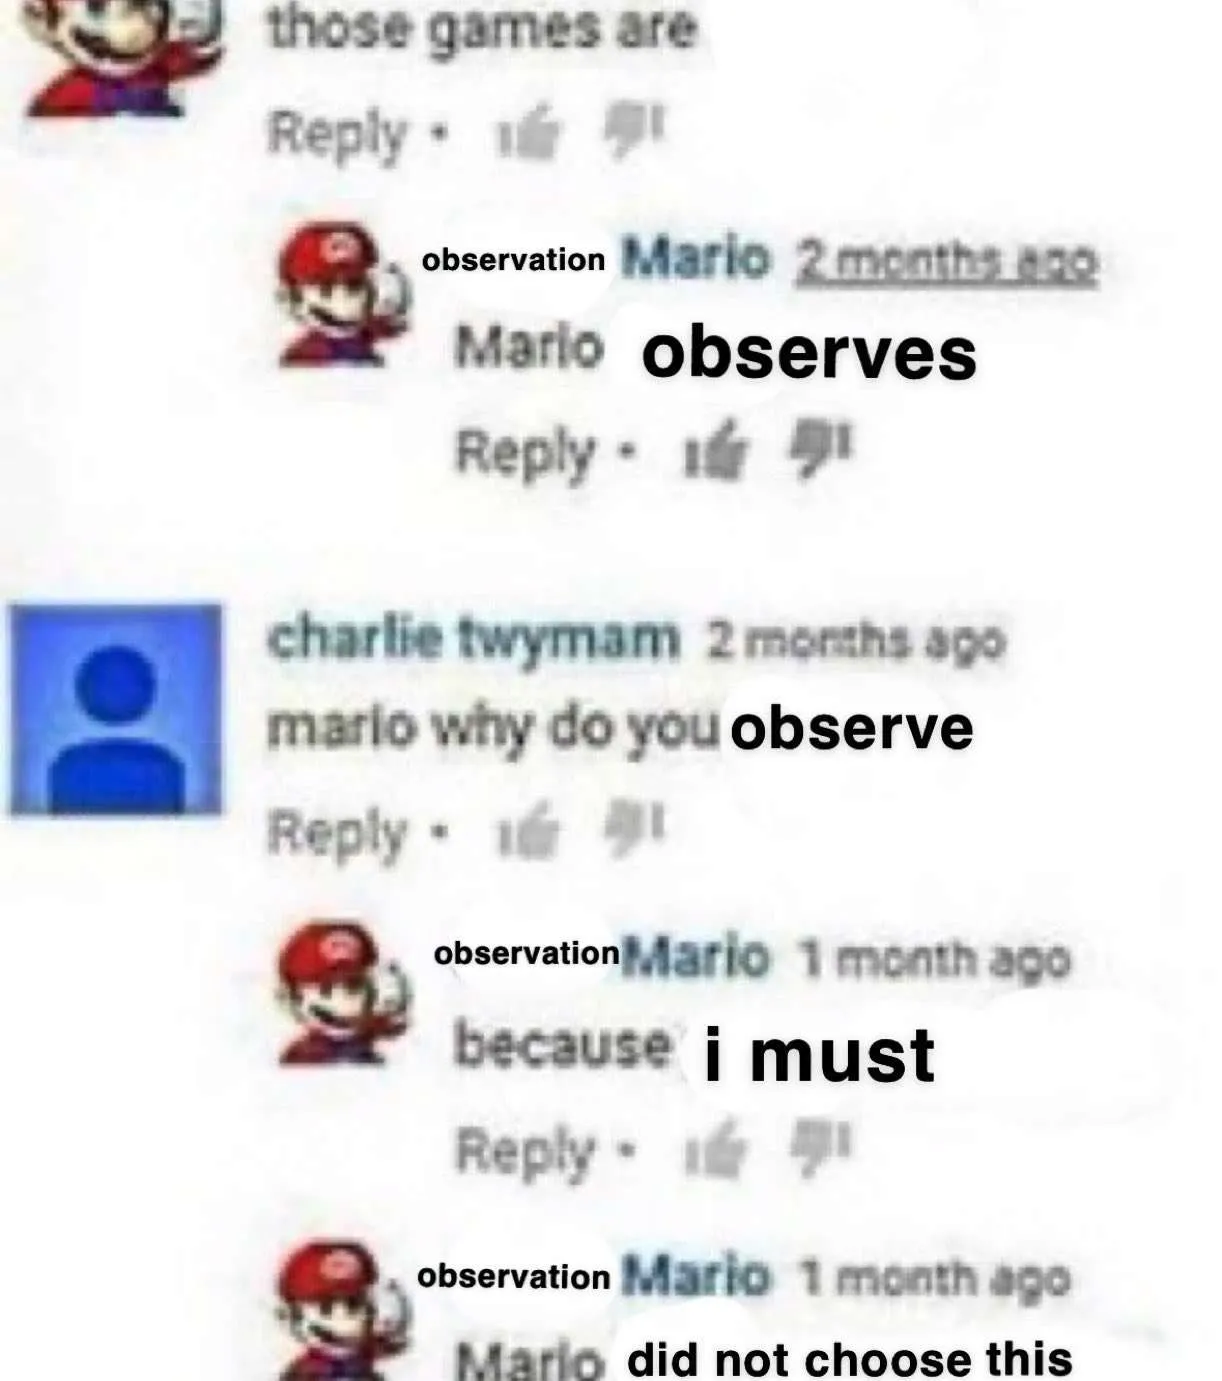 those games are
Reply •
observation Mario 2 months ago
Mario observes
Reply •
charlie twymam 2 months ago
mario why do you observe
Reply •
observation Mario 1 month ago
because i must
Reply •
observation Mario 1 month ago
Mario did not choose this